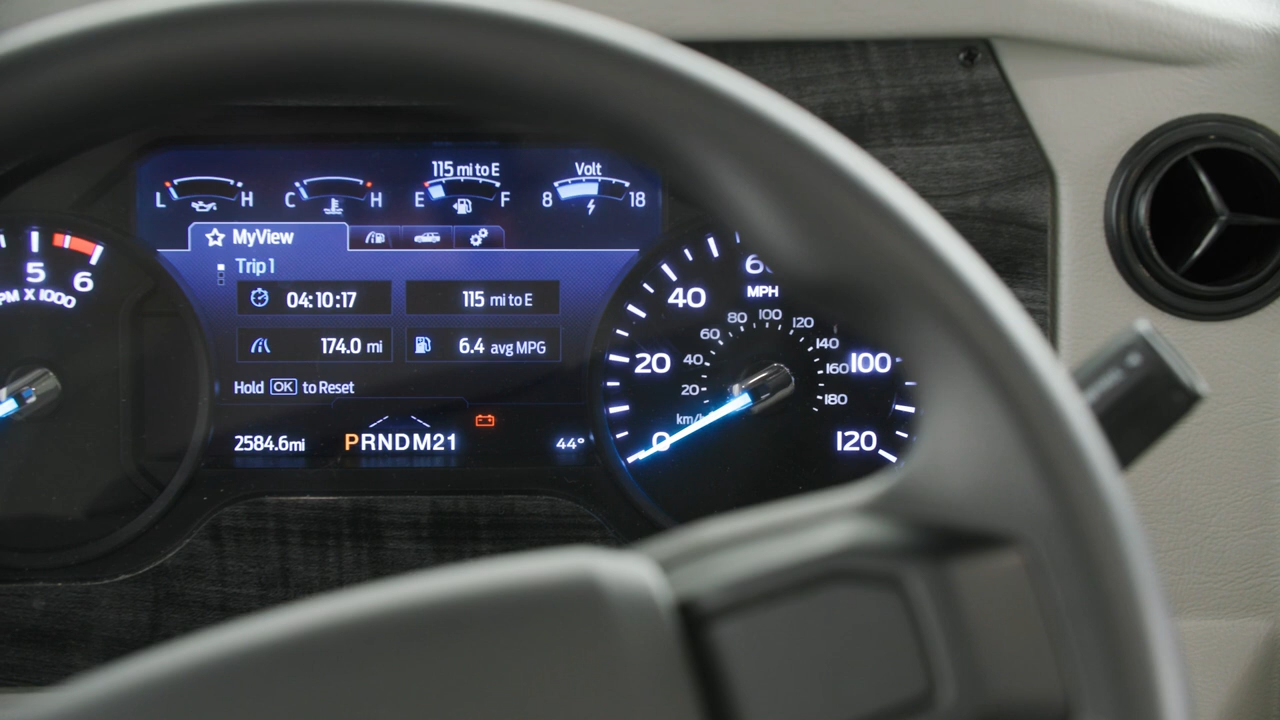 115 mi to E
Volt
L H
C H
E F
8 18
MyView
5
6
PM X 1000
Trip 1
04:10:17
115 mi to E
174.0 mi
6.4 avg MPG
Hold OK to Reset
2584.6mi
PRNDM21
44°
0
20
40
60
100
120
MPH
km/h
20
40
60
80
100
120
140
160
180